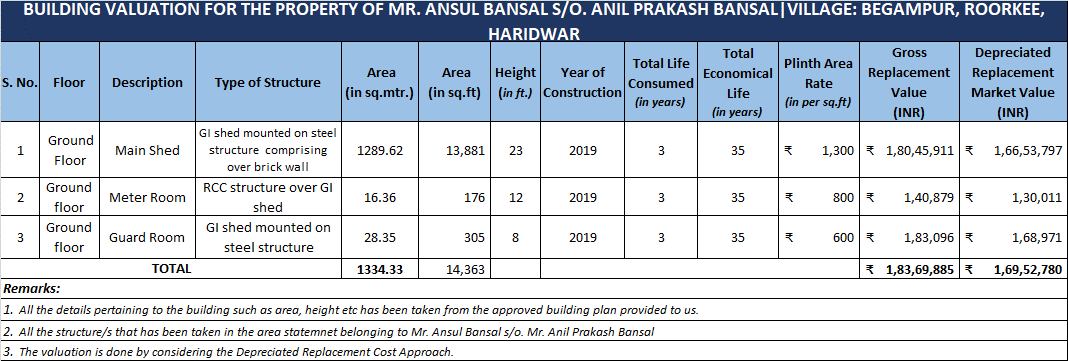 BUILDING VALUATION FOR THE PROPERTY OF MR. ANSUL BANSAL S/O. ANIL PRAKASH BANSAL|VILLAGE: BEGAMPUR, ROORKEE,
HARIDWAR
S. No. Floor Description Type of Structure Area (in sq.mtr.) Area (in sq.ft) Height (in ft.) Year of Construction Total Life Consumed (in years) Total Economical Life (in years) Plinth Area Rate (in per sq.ft) Gross Replacement Value (INR) Depreciated Replacement Market Value (INR)
1 Ground Floor Main Shed GI shed mounted on steel structure comprising over brick wall 1289.62 13,881 23 2019 3 35 ₹ 1,300 ₹ 1,80,45,911 ₹ 1,66,53,797
2 Ground floor Meter Room RCC structure over GI shed 16.36 176 12 2019 3 35 ₹ 800 ₹ 1,40,879 ₹ 1,30,011
3 Ground floor Guard Room GI shed mounted on steel structure 28.35 305 8 2019 3 35 ₹ 600 ₹ 1,83,096 ₹ 1,68,971
TOTAL 1334.33 14,363 ₹ 1,83,69,885 ₹ 1,69,52,780
Remarks:
1. All the details pertaining to the building such as area, height etc has been taken from the approved building plan provided to us.
2. All the structure/s that has been taken in the area statemnet belonging to Mr. Ansul Bansal s/o. Mr. Anil Prakash Bansal
3. The valuation is done by considering the Depreciated Replacement Cost Approach.